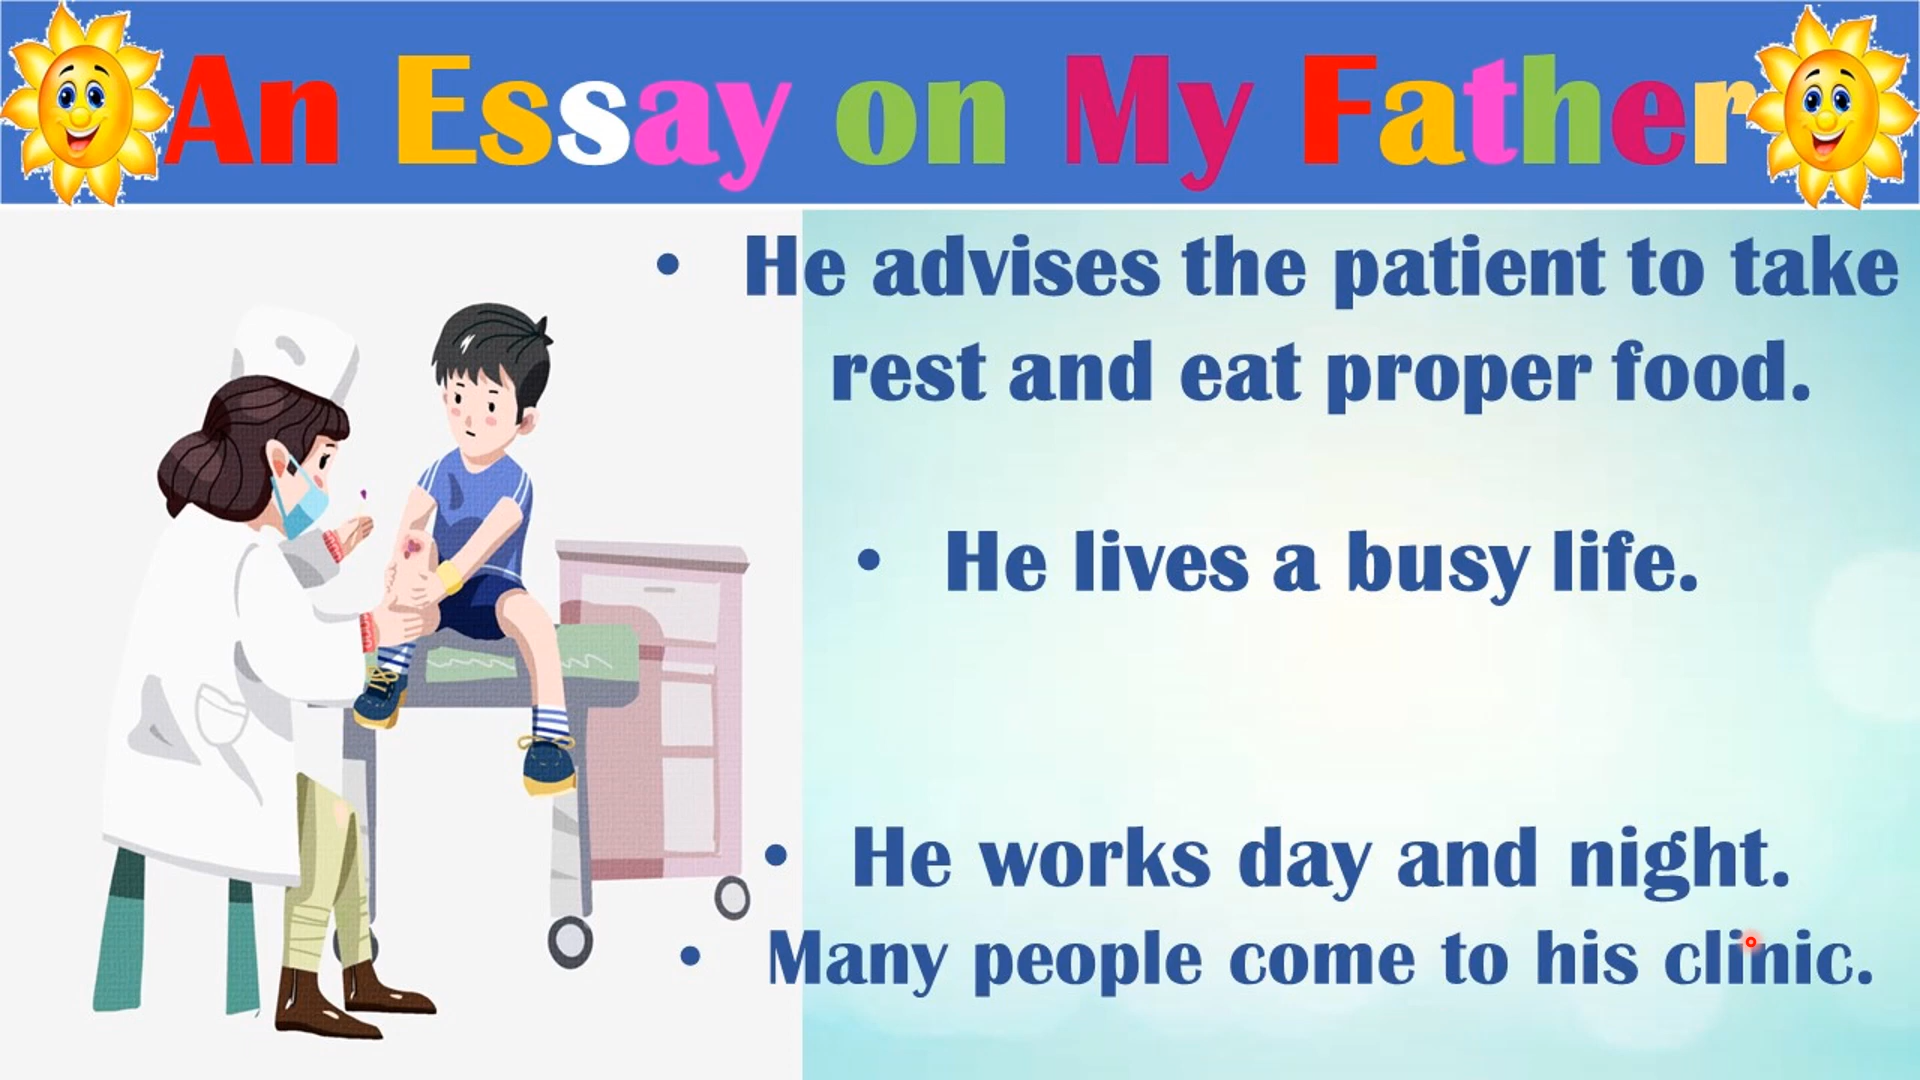 An Essay on My Father
• He advises the patient to take
rest and eat proper food.
• He lives a busy life.
• He works day and night.
• Many people come to his clinic.